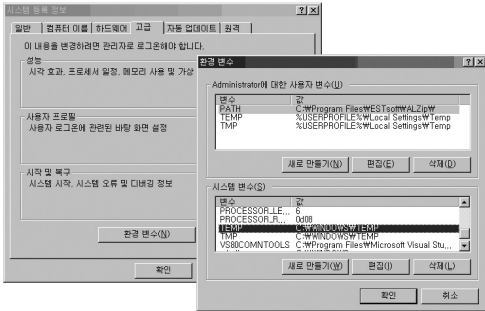 시스템 등록 정보
일반 컴퓨터 이름 하드웨어 고급 자동 업데이트 원격
이 내용을 변경하려면 관리자로 로그온해야 합니다.
성능
시각 효과, 프로세서 일정, 메모리 사용 및 가상
사용자 프로필
사용자 로그온에 관련된 바탕 화면 설정
시작 및 복구
시스템 시작, 시스템 오류 및 디버깅 정보
환경 변수(N)
확인
환경 변수
Administrator에 대한 사용자 변수(U)
변수 값
PATH C:₩Program Files₩ESTsoft₩ALZip₩
TEMP %USERPROFILE%₩Local Settings₩Temp
TMP %USERPROFILE%₩Local Settings₩Temp
새로 만들기(N) 편집(E) 삭제(D)
시스템 변수(S)
변수 값
PROCESSOR_LE... 6
PROCESSOR_R... 0d08
TEMP C:₩WINDOWS₩TEMP
TMP C:₩WINDOWS₩TEMP
VS80COMNTOOLS C:₩Program Files₩Microsoft Visual Stu...
새로 만들기(W) 편집(I) 삭제(L)
확인 취소